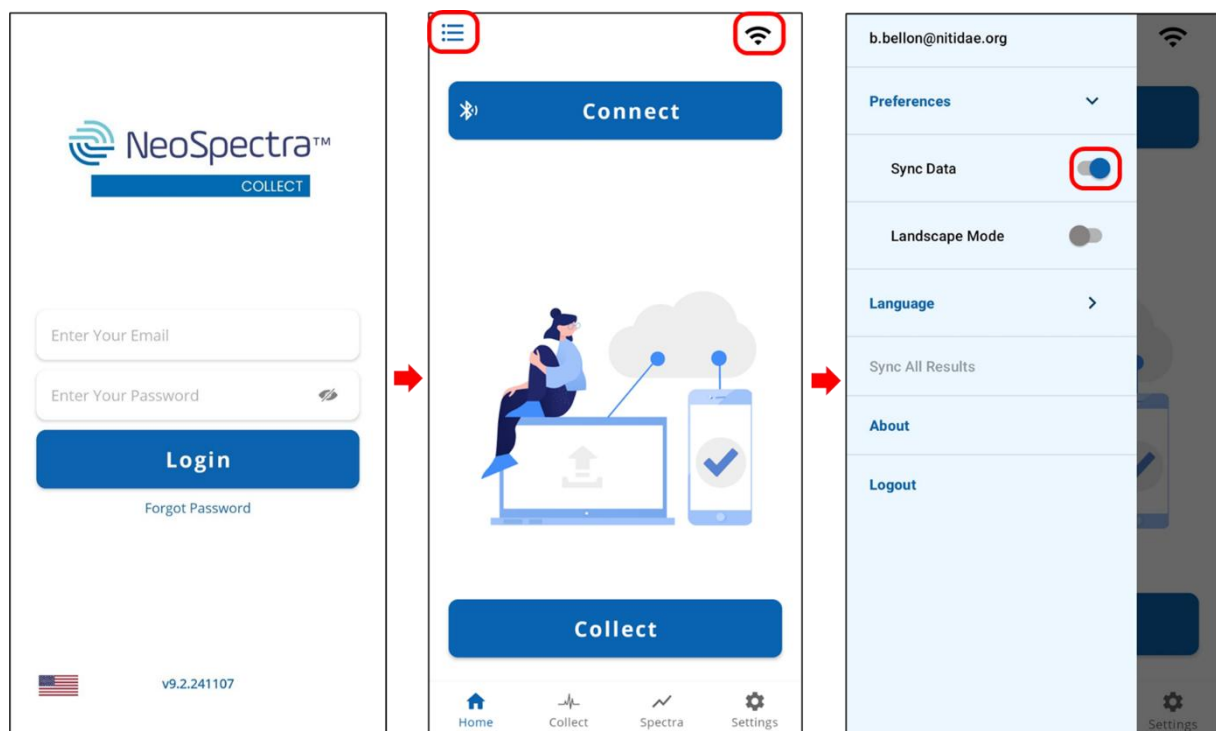 NeoSpectra™
COLLECT
Enter Your Email
Enter Your Password
Login
Forgot Password
v9.2.241107
Connect
Collect
Home
Collect
Spectra
Settings
b.bellon@nitidae.org
Preferences
Sync Data
Landscape Mode
Language
Sync All Results
About
Logout
Settings